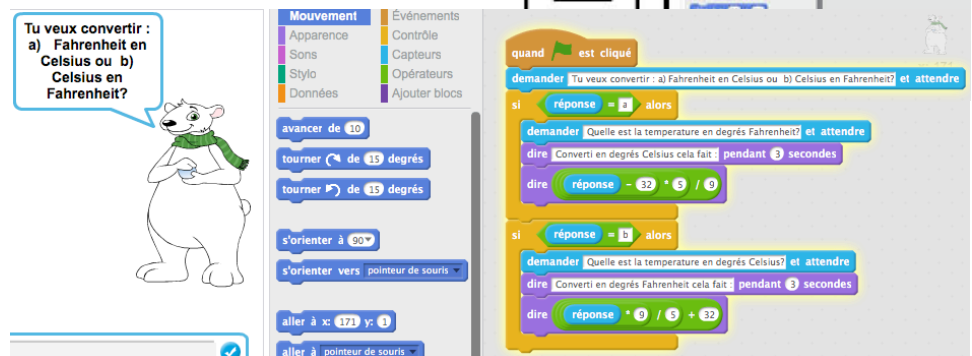 Tu veux convertir :
a) Fahrenheit en
Celsius ou b)
Celsius en
Fahrenheit?
Mouvement Événements
Apparence Contrôle
Sons Capteurs
Stylo Opérateurs
Données Ajouter blocs
avancer de 10
tourner de 15 degrés
tourner de 15 degrés
s'orienter à 90
s'orienter vers pointeur de souris
aller à x: 171 y: 1
aller à pointeur de souris
quand est cliqué
demander Tu veux convertir : a) Fahrenheit en Celsius ou b) Celsius en Fahrenheit? et attendre
si réponse = a alors
demander Quelle est la temperature en degrés Fahrenheit? et attendre
dire Converti en degrés Celsius cela fait : pendant 3 secondes
dire réponse - 32 * 5 / 9
si réponse = b alors
demander Quelle est la temperature en degrés Celsius? et attendre
dire Converti en degrés Fahrenheit cela fait : pendant 3 secondes
dire réponse * 9 / 5 + 32